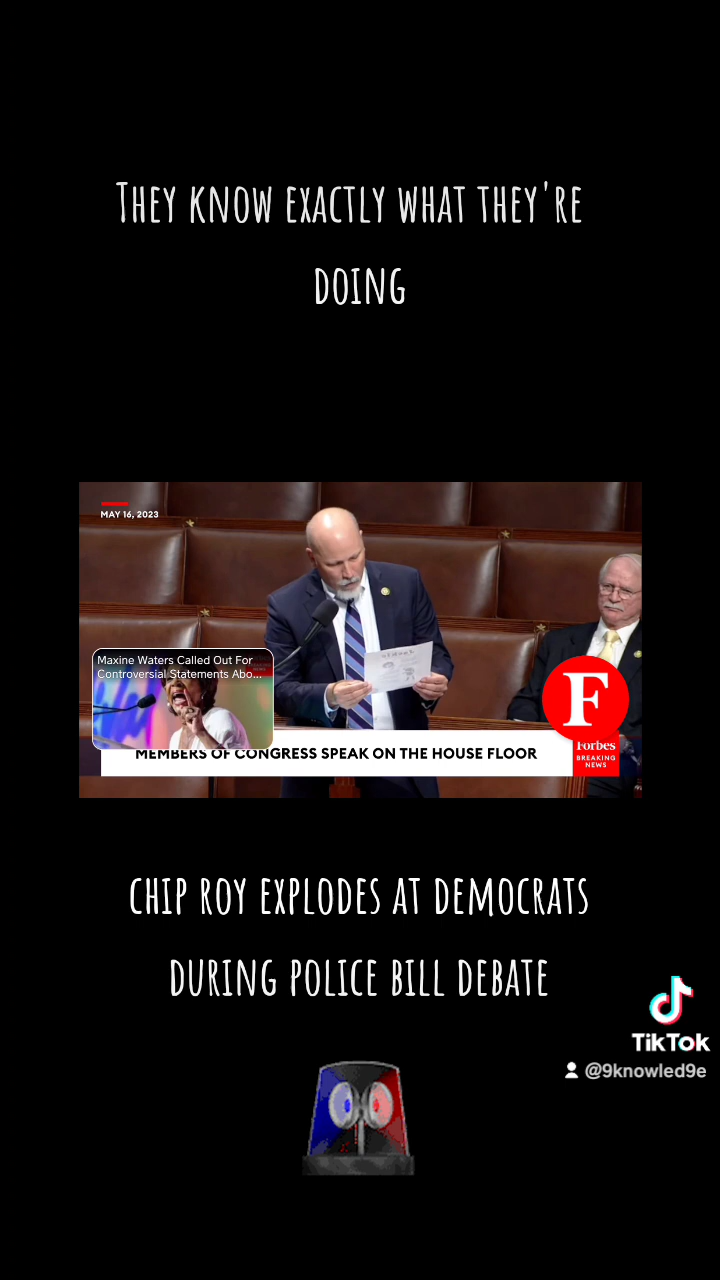 They know exactly what they're
doing
MAY 16, 2023
Maxine Waters Called Out For
Controversial Statements Abo...
MEMBERS OF CONGRESS SPEAK ON THE HOUSE FLOOR
F
Forbes
BREAKING
NEWS
chip roy explodes at democrats
during police bill debate
TikTok
@9knowled9e